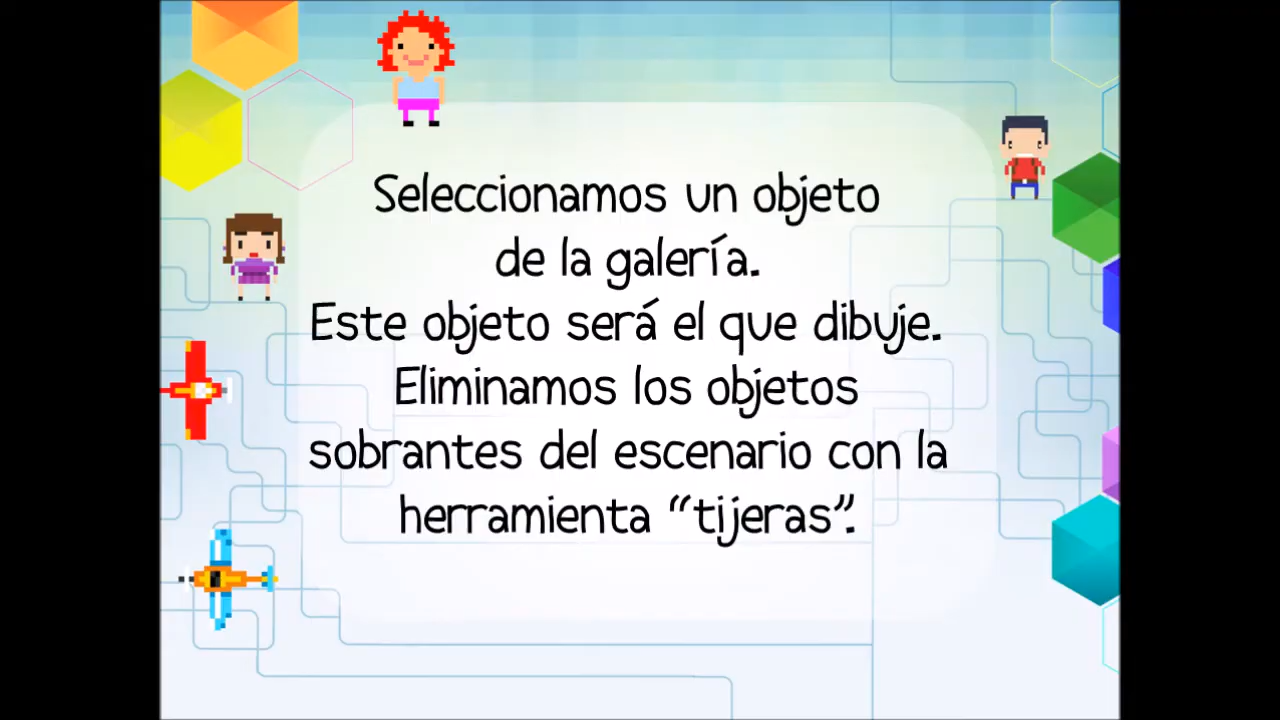 Seleccionamos un objeto
de la galería.
Este objeto será el que dibuje.
Eliminamos los objetos
sobrantes del escenario con la
herramienta “tijeras”.